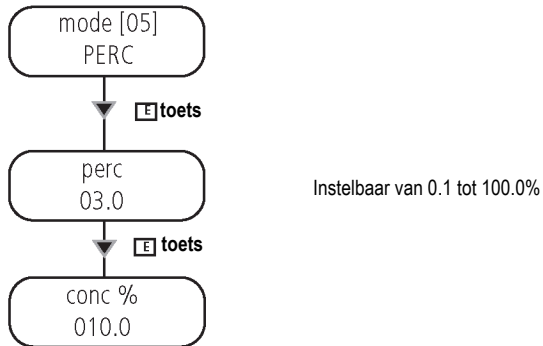 mode [05]
PERC
E toets
perc
03.0
Instelbaar van 0.1 tot 100.0%
E toets
conc %
010.0